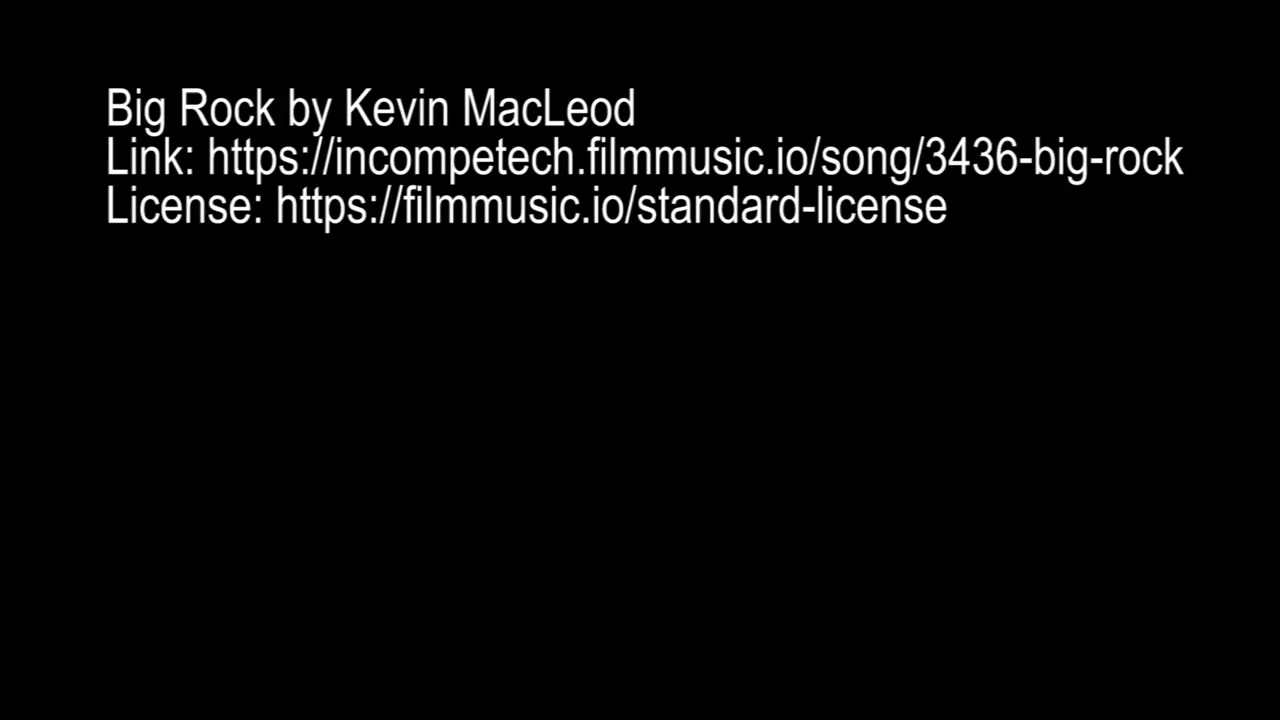 Big Rock by Kevin MacLeod
Link: https://incompetech.filmmusic.io/song/3436-big-rock
License: https://filmmusic.io/standard-license